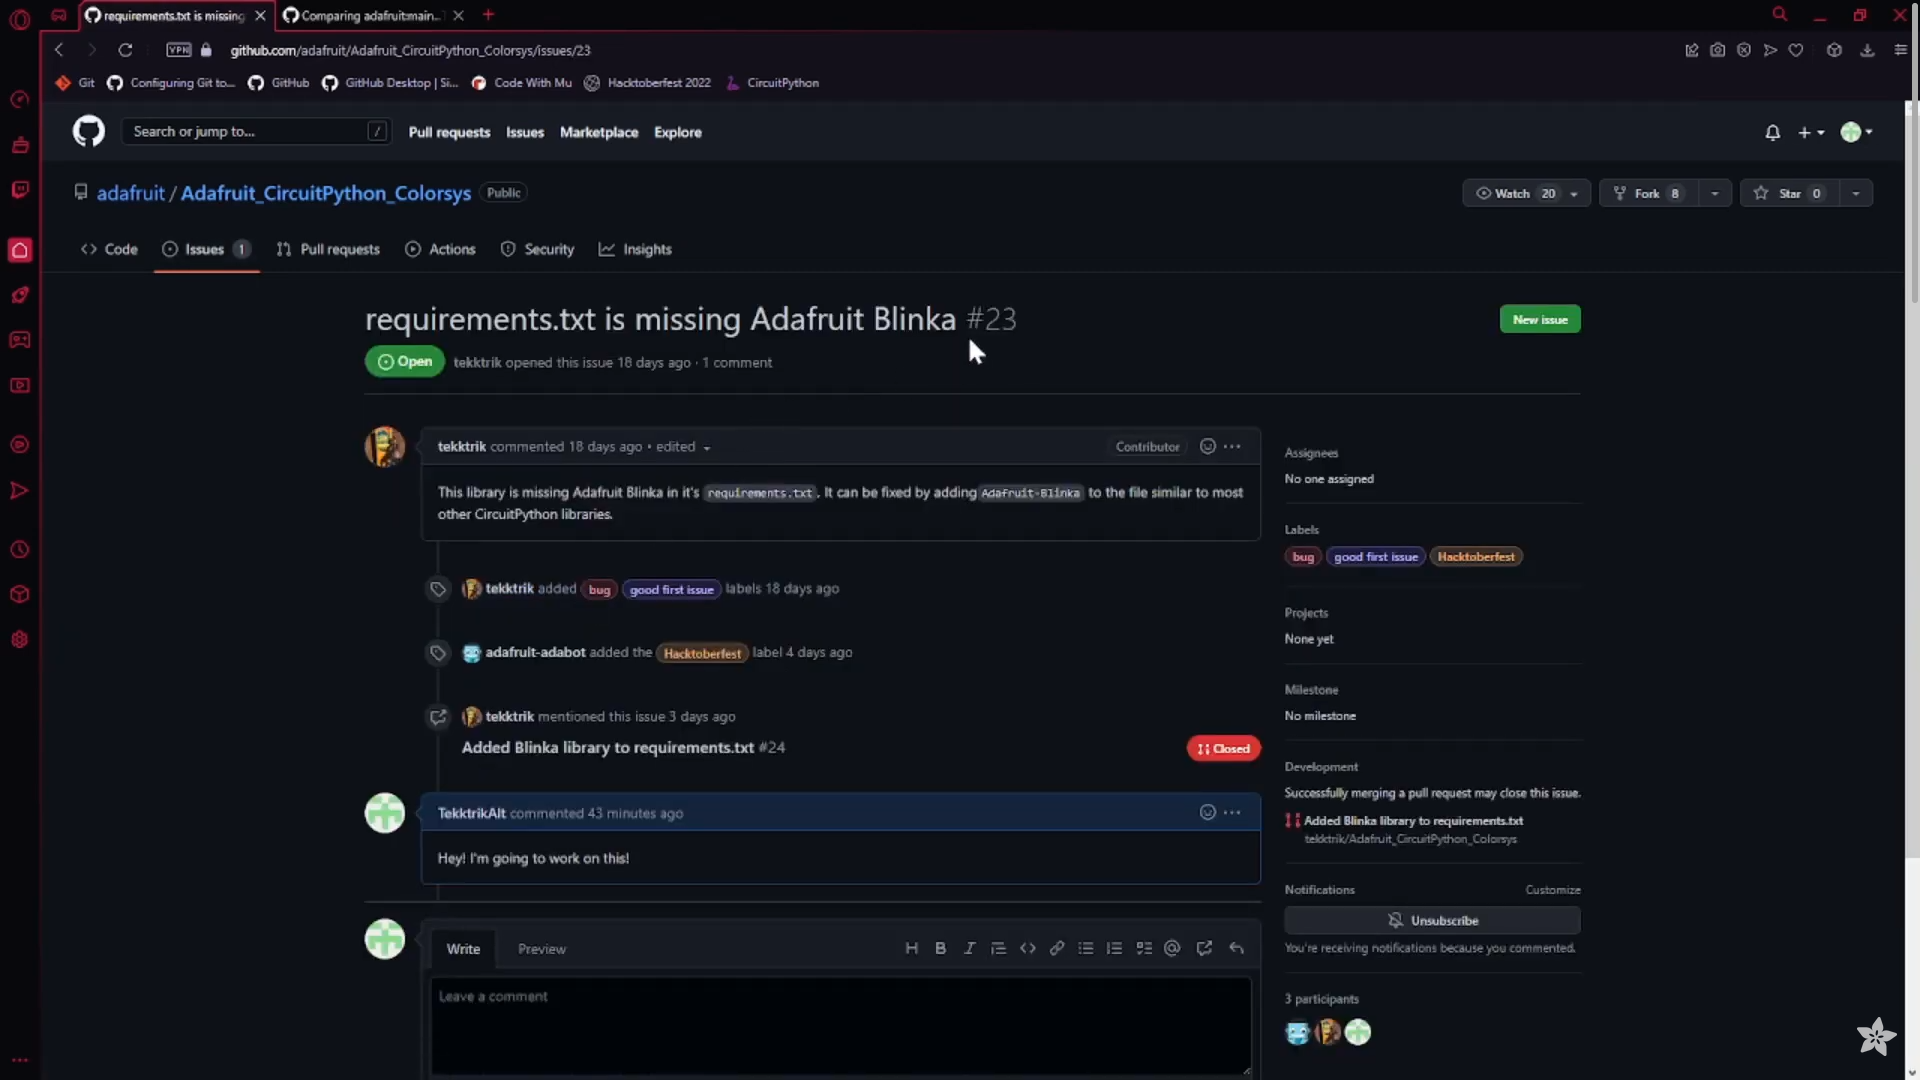 requirements.txt is missing
Comparing adafruit:main...
VPN
github.com/adafruit/Adafruit_CircuitPython_Colorsys/issues/23
Git
Configuring Git to...
GitHub
GitHub Desktop | Si...
Code With Mu
Hacktoberfest 2022
CircuitPython
Search or jump to...
/
Pull requests
Issues
Marketplace
Explore
adafruit / Adafruit_CircuitPython_Colorsys
Public
Watch 20
Fork 8
Star 0
Code
Issues 1
Pull requests
Actions
Security
Insights
requirements.txt is missing Adafruit Blinka #23
New issue
Open
tekktrik opened this issue 18 days ago · 1 comment
tekktrik commented 18 days ago • edited
Contributor
This library is missing Adafruit Blinka in it's requirements.txt. It can be fixed by adding Adafruit-Blinka to the file similar to most
other CircuitPython libraries.
tekktrik added bug good first issue labels 18 days ago
adafruit-adabot added the Hacktoberfest label 4 days ago
tekktrik mentioned this issue 3 days ago
Added Blinka library to requirements.txt #24
Closed
TekktrikAlt commented 43 minutes ago
Hey! I'm going to work on this!
Write
Preview
H B I
Leave a comment
Assignees
No one assigned
Labels
bug good first issue Hacktoberfest
Projects
None yet
Milestone
No milestone
Development
Successfully merging a pull request may close this issue.
Added Blinka library to requirements.txt
tekktrik/Adafruit_CircuitPython_Colorsys
Notifications
Customize
Unsubscribe
You're receiving notifications because you commented.
3 participants